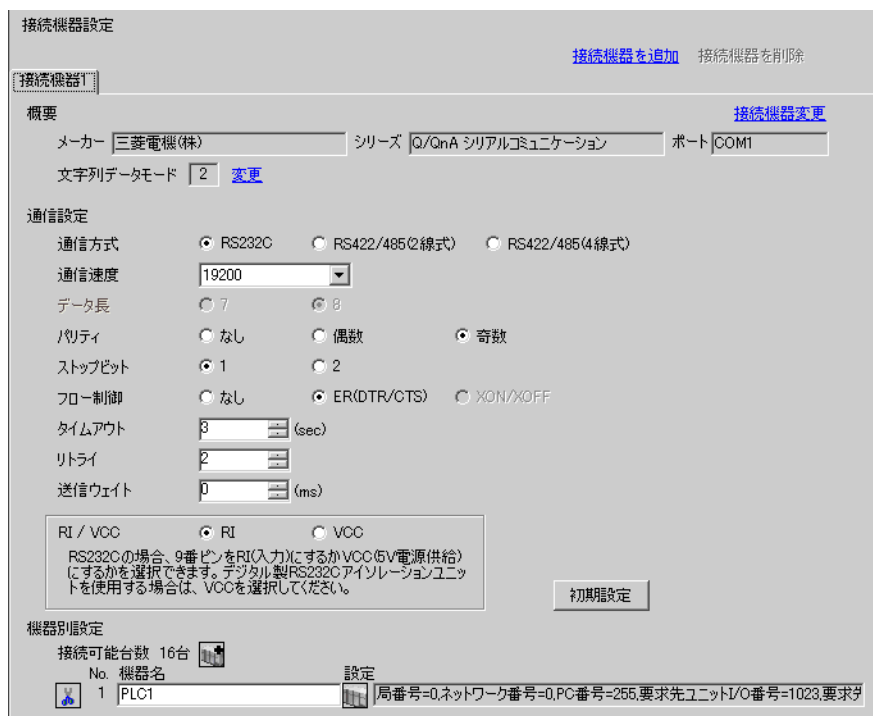 接続機器設定
接続機器を追加 接続機器を削除
接続機器1
概要 接続機器変更
メーカー 三菱電機(株) シリーズ Q/QnA シリアルコミュニケーション ポート COM1
文字列データモード 2 変更
通信設定
通信方式 RS232C RS422/485(2線式) RS422/485(4線式)
通信速度 19200
データ長 7 8
パリティ なし 偶数 奇数
ストップビット 1 2
フロー制御 なし ER(DTR/CTS) XON/XOFF
タイムアウト 3 (sec)
リトライ 2
送信ウェイト 0 (ms)
RI / VCC RI VCC
RS232Cの場合、9番ピンをRI(入力)にするかVCC(5V電源供給)
にするかを選択できます。デジタル製RS232Cアイソレーションユニッ
トを使用する場合は、VCCを選択してください。
初期設定
機器別設定
接続可能台数 16台
No. 機器名 設定
1 PLC1 局番号=0,ネットワーク番号=0,PC番号=255,要求先ユニットI/O番号=1023,要求